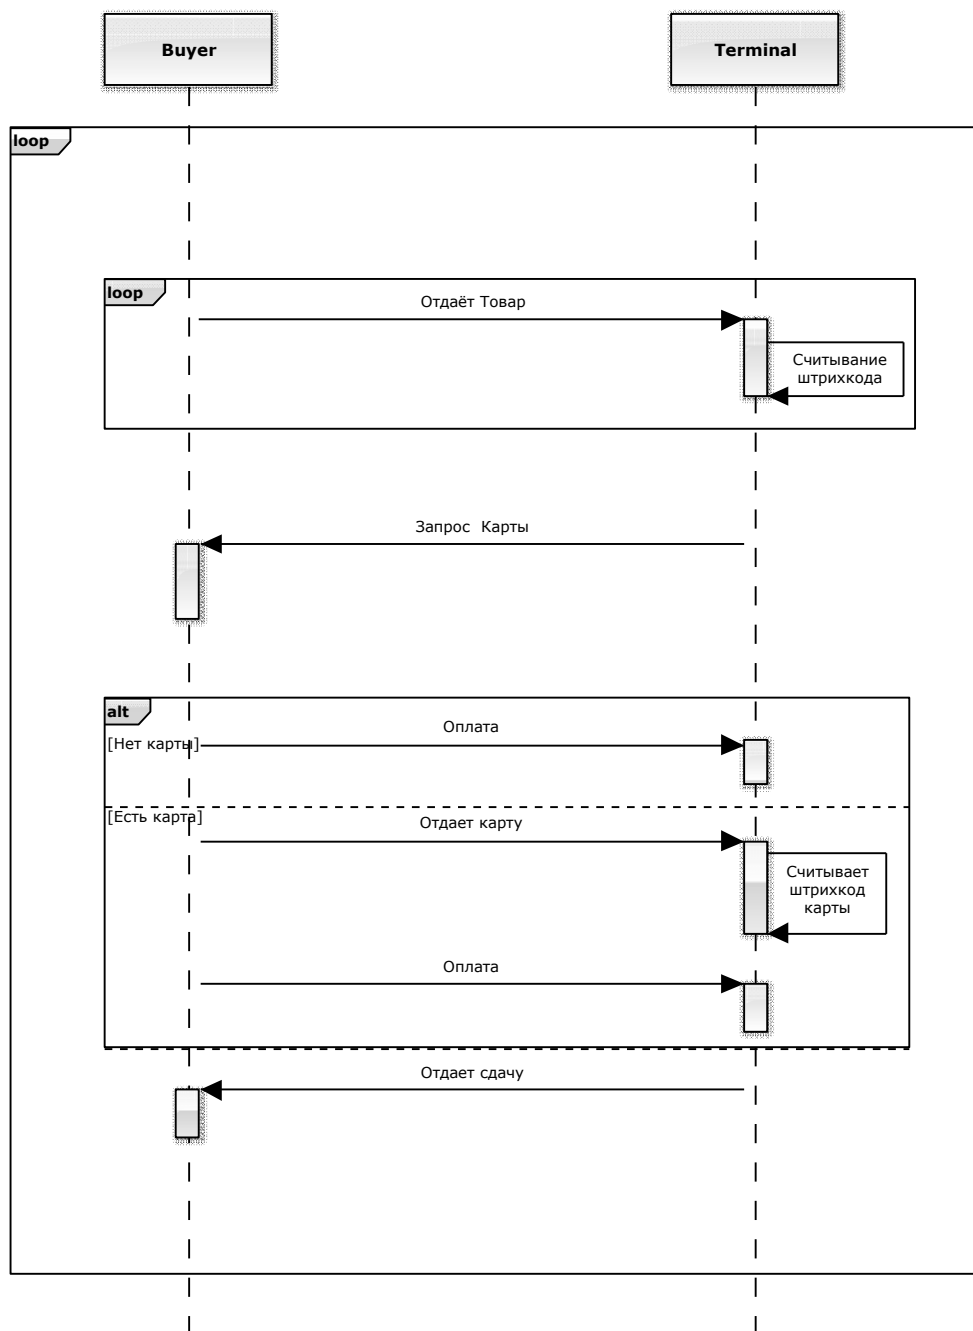 Buyer
Terminal
loop
loop
Отдаёт Товар
Считывание
штрихкода
Запрос  Карты
alt
Оплата
[Нет карты]
[Есть карта]
Отдает карту
Считывает
штрихкод
карты
Оплата
Отдает сдачу